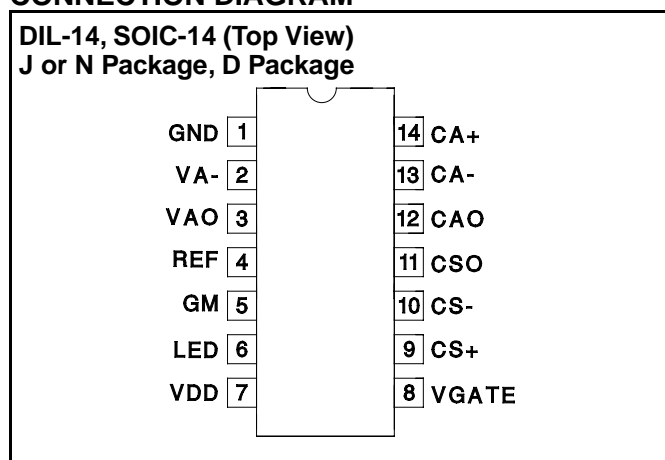 CONNECTION DIAGRAM
DIL-14, SOIC-14 (Top View)
J or N Package, D Package
GND 1 14 CA+
VA- 2 13 CA-
VAO 3 12 CAO
REF 4 11 CSO
GM 5 10 CS-
LED 6 9 CS+
VDD 7 8 VGATE